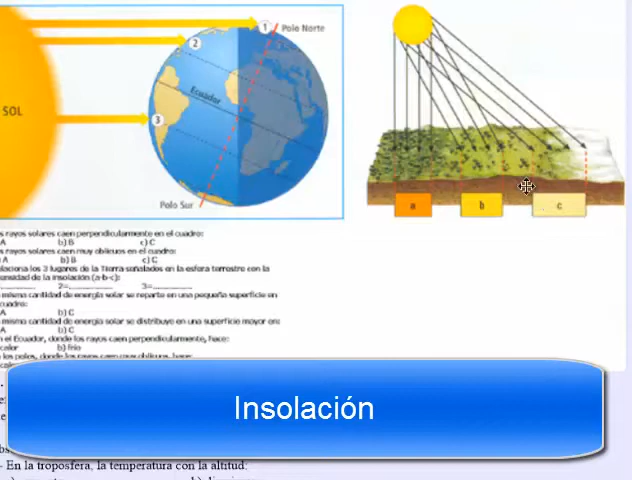 SOL
1
Polo Norte
2
Ecuador
3
Polo Sur
a
b
c
s rayos solares caen perpendicularmente en el cuadro:
A b) B c) C
s rayos solares caen muy oblicuos en el cuadro:
A b) B c) C
laciona los 3 lugares de la Tierra señalados en la esfera terrestre con la
ensidad de la insolación (a-b-c):
2= 3=
misma cantidad de energía solar se reparte en una pequeña superficie en
cuadro:
A b) C
misma cantidad de energía solar se distribuye en una superficie mayor en:
A b) C
n el Ecuador, donde los rayos caen perpendicularmente, hace:
calor b) frío
los polos, donde los rayos caen muy oblicuos, hace:
Insolación
- En la troposfera, la temperatura con la altitud: